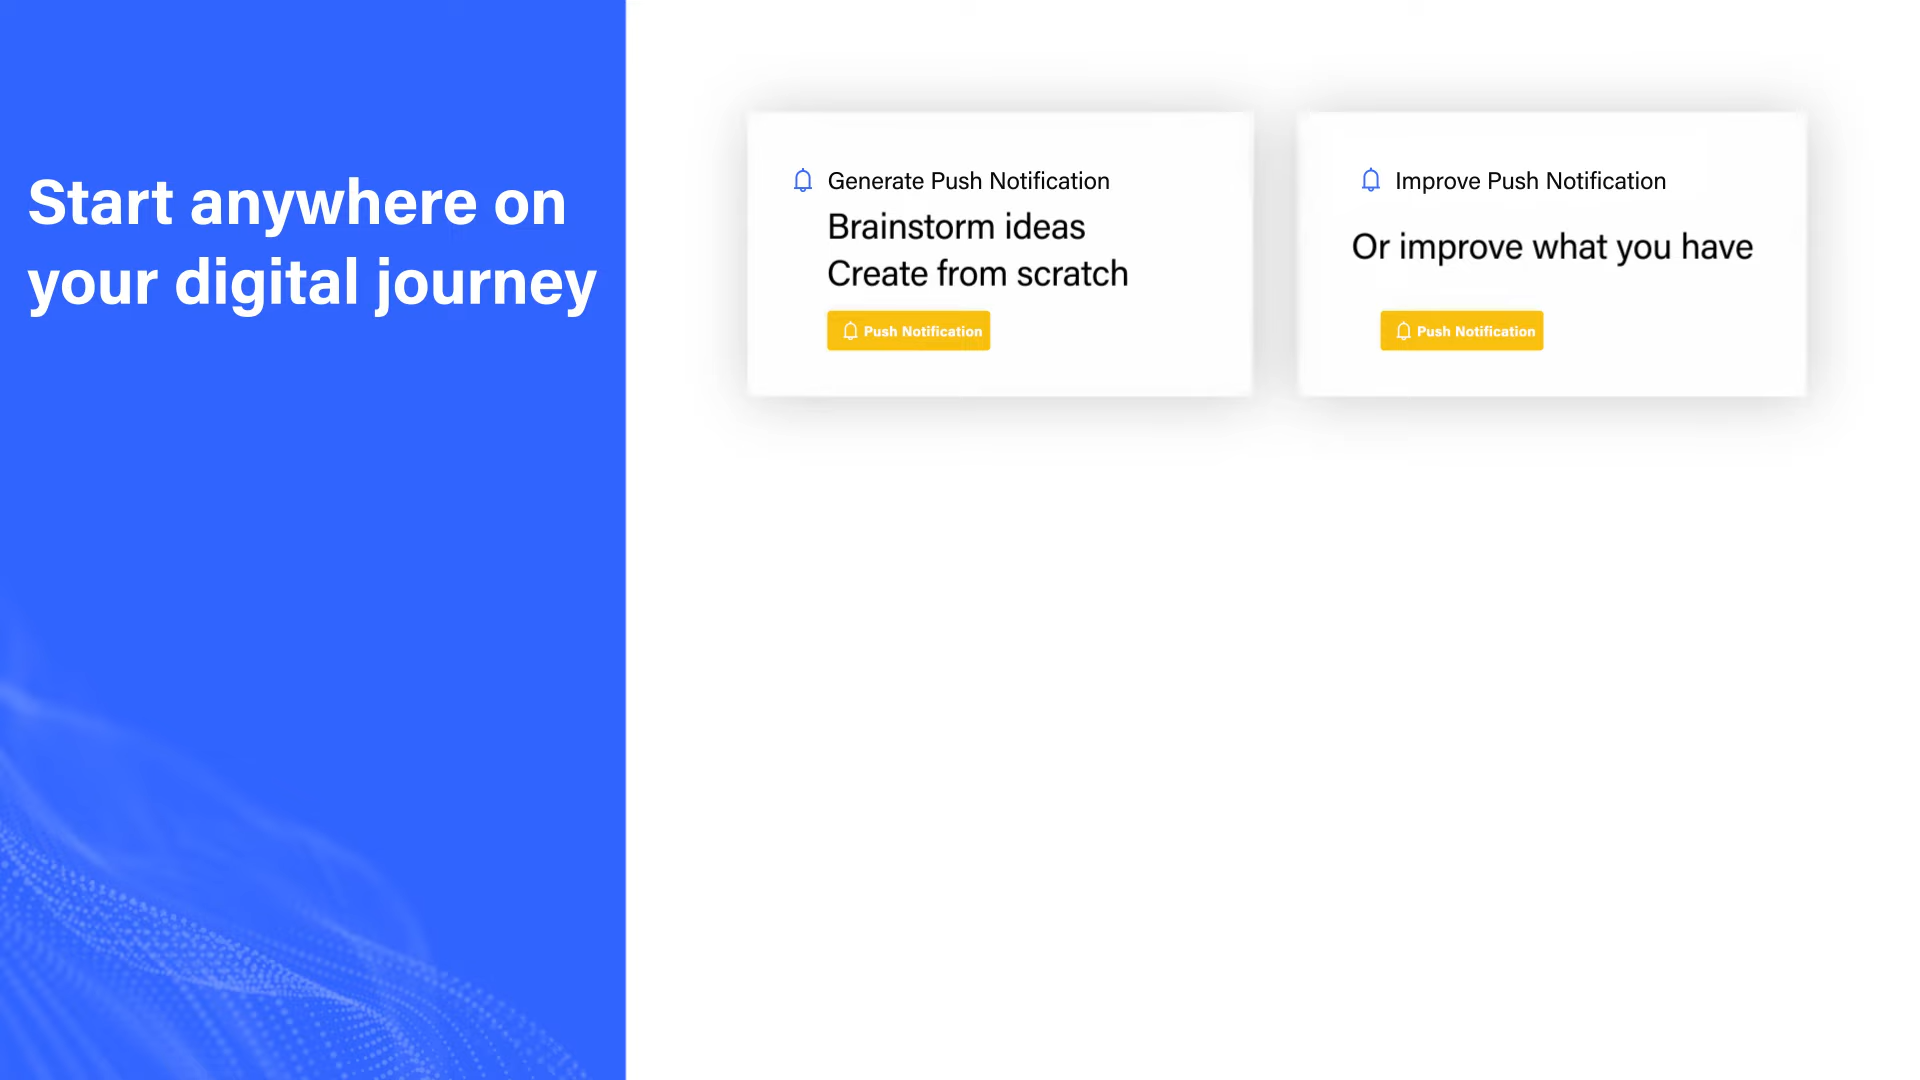 Start anywhere on
your digital journey
Generate Push Notification
Brainstorm ideas
Create from scratch
Push Notification
Improve Push Notification
Or improve what you have
Push Notification